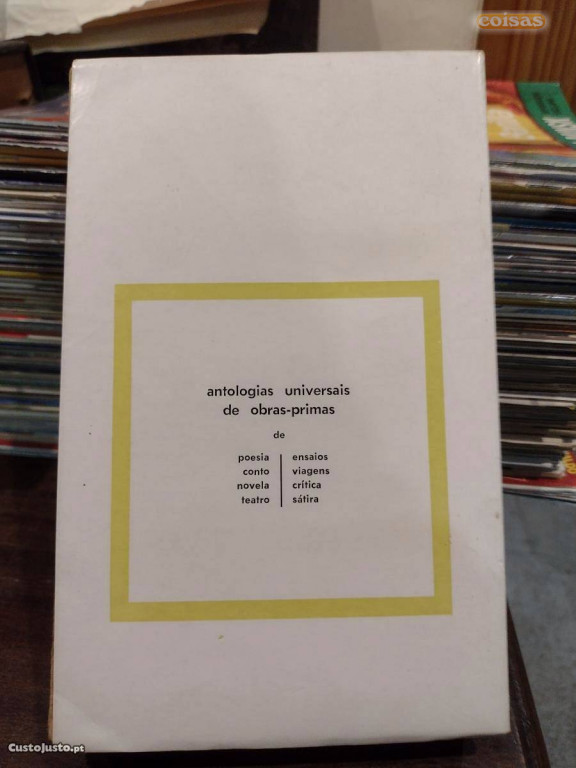 coisas
antologias universais
de obras-primas
de
poesia | ensaios
conto | viagens
novela | crítica
teatro | sátira
CustoJusto.pt